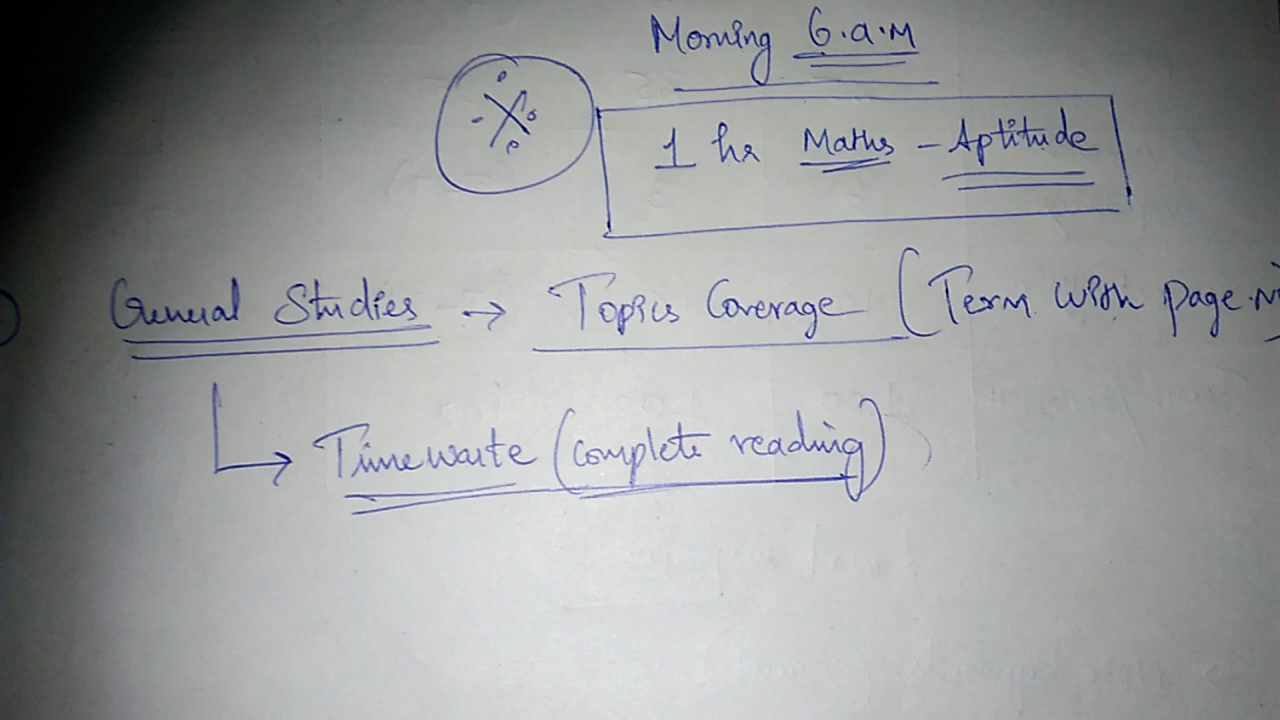 Morning 6.a.m
1 hr Maths - Aptitude
General Studies → Topics Coverage (Term with page.
Timewaste (complete reading)